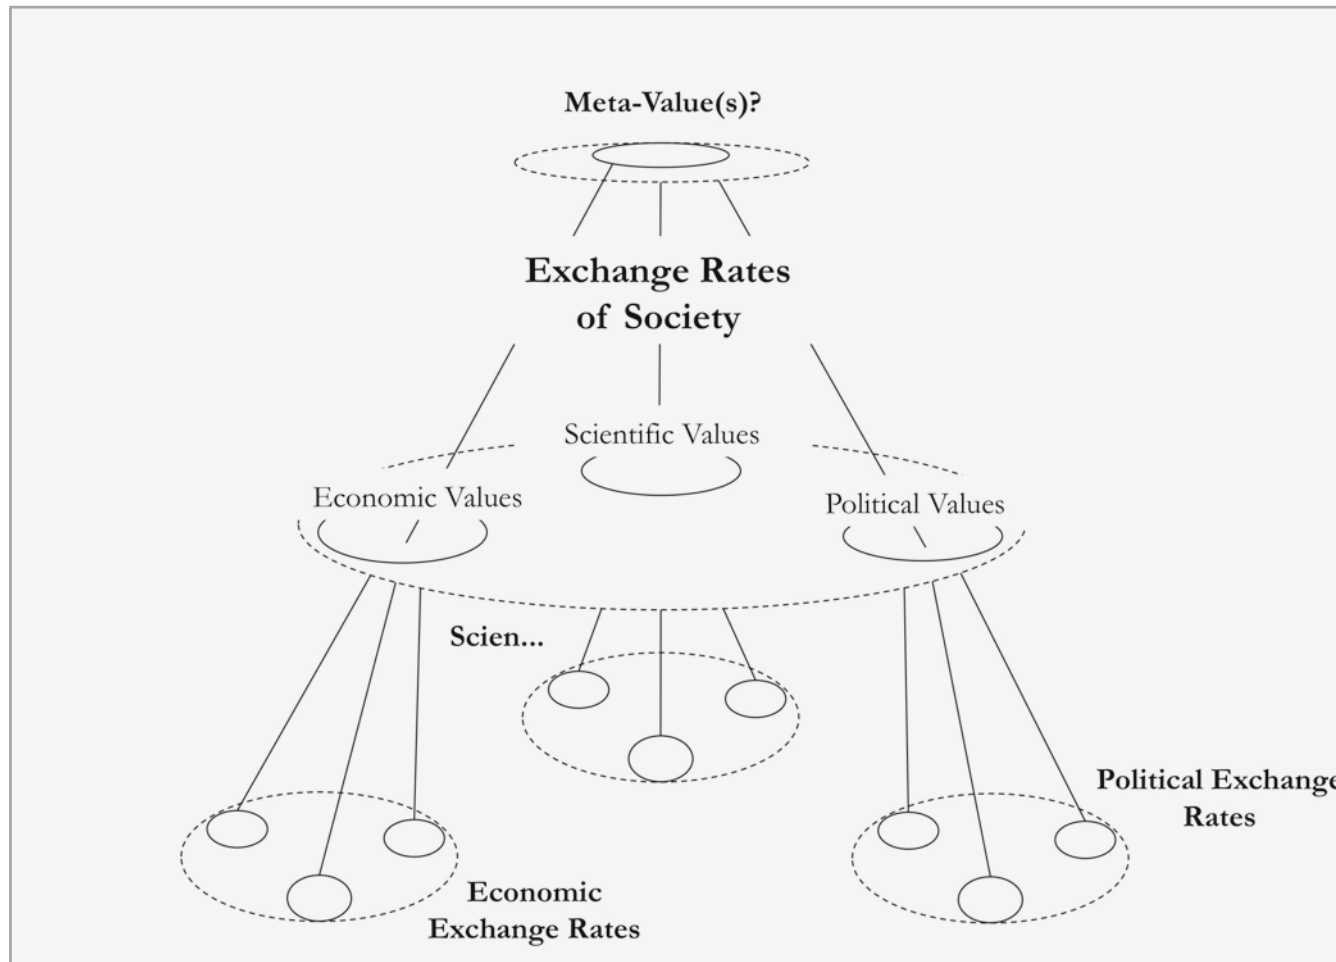 Meta-Value(s)?
Exchange Rates
of Society
Scientific Values
Economic Values
Political Values
Scien...
Political Exchange
Rates
Economic
Exchange Rates